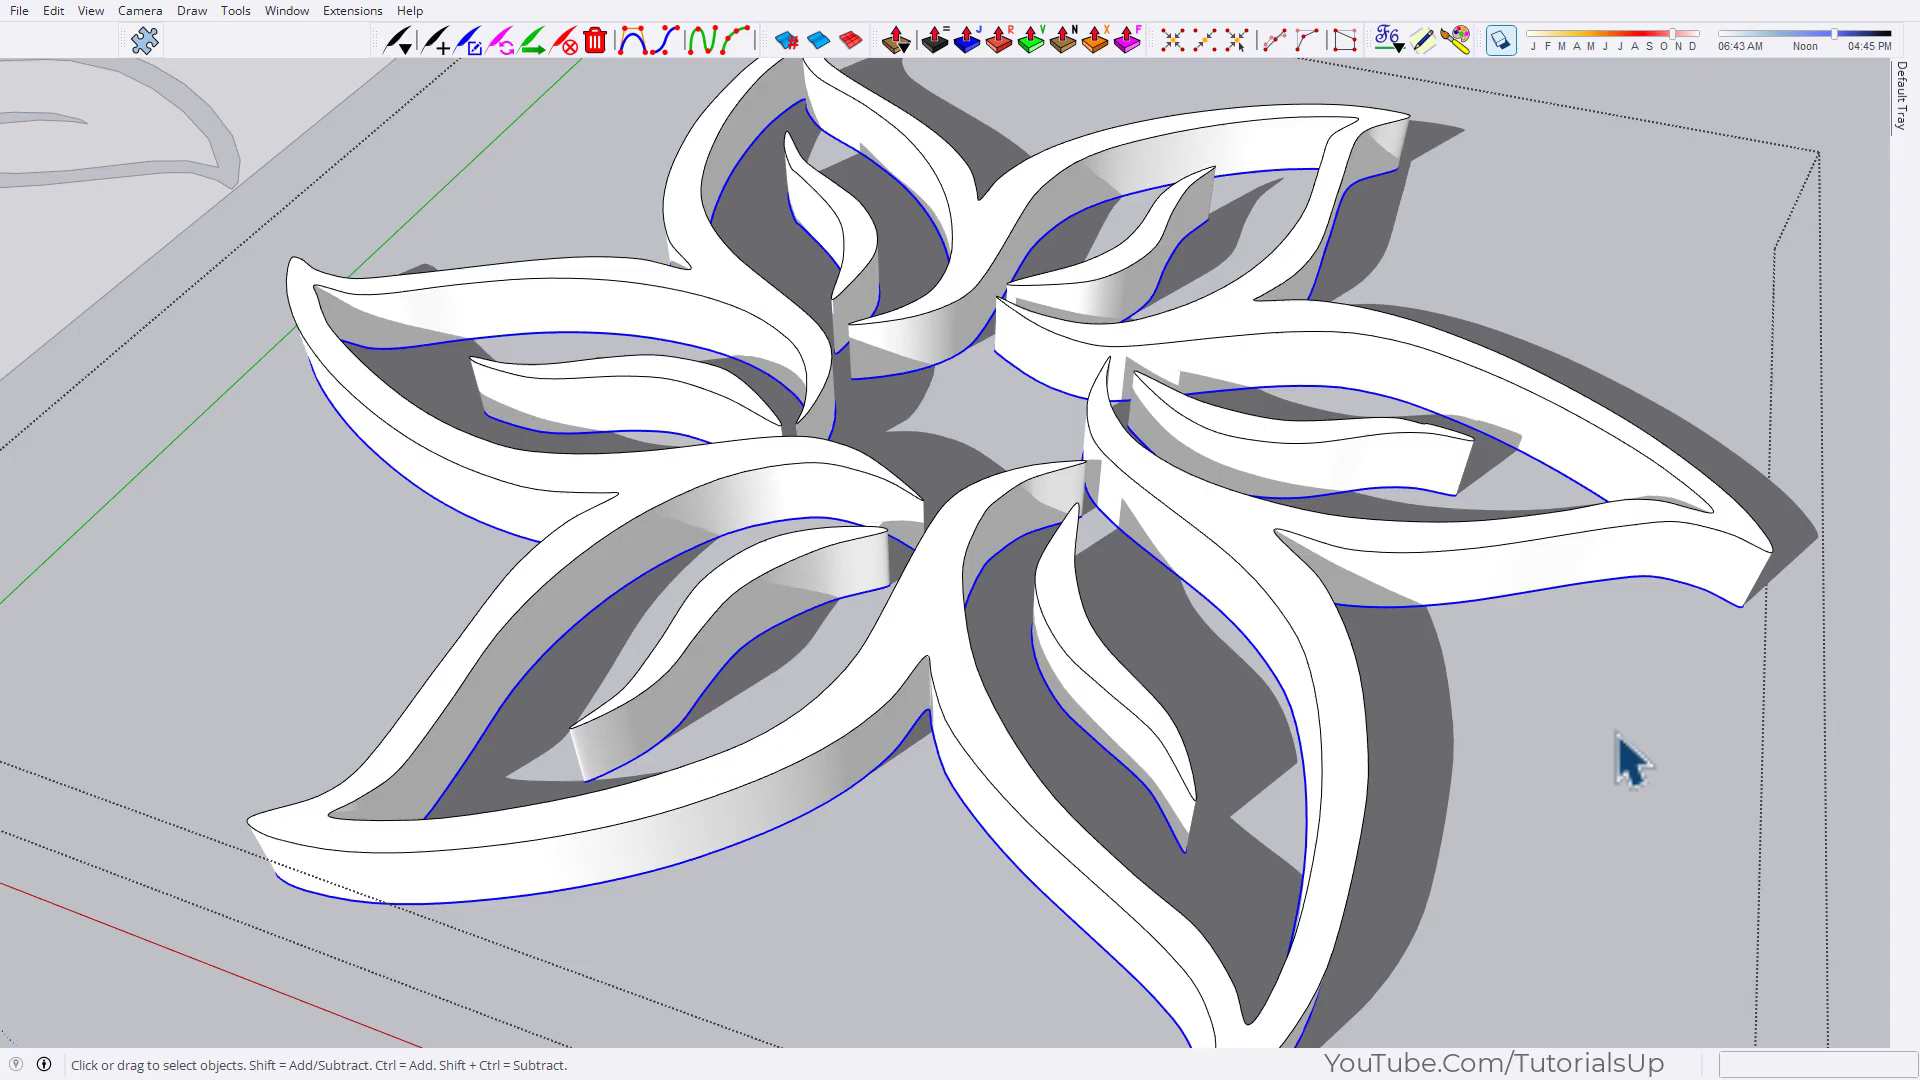 File Edit View Camera Draw Tools Window Extensions Help
= J R V N X F F6
J F M A M J J A S O N D
06:43 AM Noon 04:45 PM
Default Tray
Click or drag to select objects. Shift = Add/Subtract. Ctrl = Add. Shift + Ctrl = Subtract.
YouTube.Com/TutorialsUp